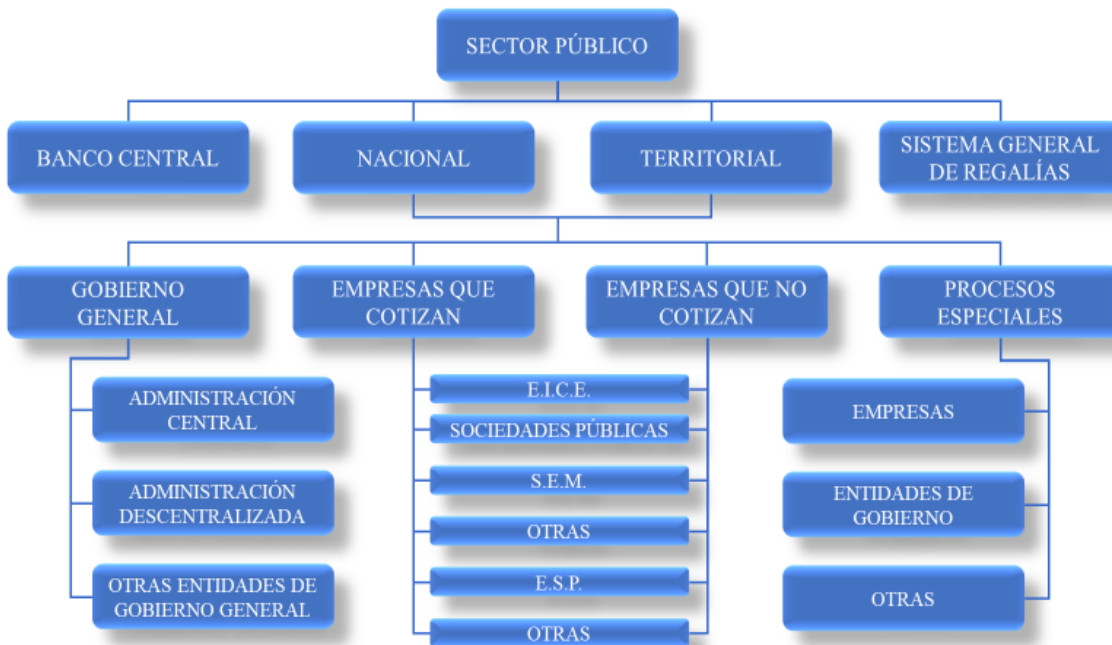 SECTOR PÚBLICO
BANCO CENTRAL
NACIONAL
TERRITORIAL
SISTEMA GENERAL
DE REGALÍAS
GOBIERNO
GENERAL
EMPRESAS QUE
COTIZAN
EMPRESAS QUE NO
COTIZAN
PROCESOS
ESPECIALES
ADMINISTRACIÓN
CENTRAL
ADMINISTRACIÓN
DESCENTRALIZADA
OTRAS ENTIDADES DE
GOBIERNO GENERAL
E.I.C.E.
SOCIEDADES PÚBLICAS
S.E.M.
OTRAS
E.S.P.
OTRAS
EMPRESAS
ENTIDADES DE
GOBIERNO
OTRAS